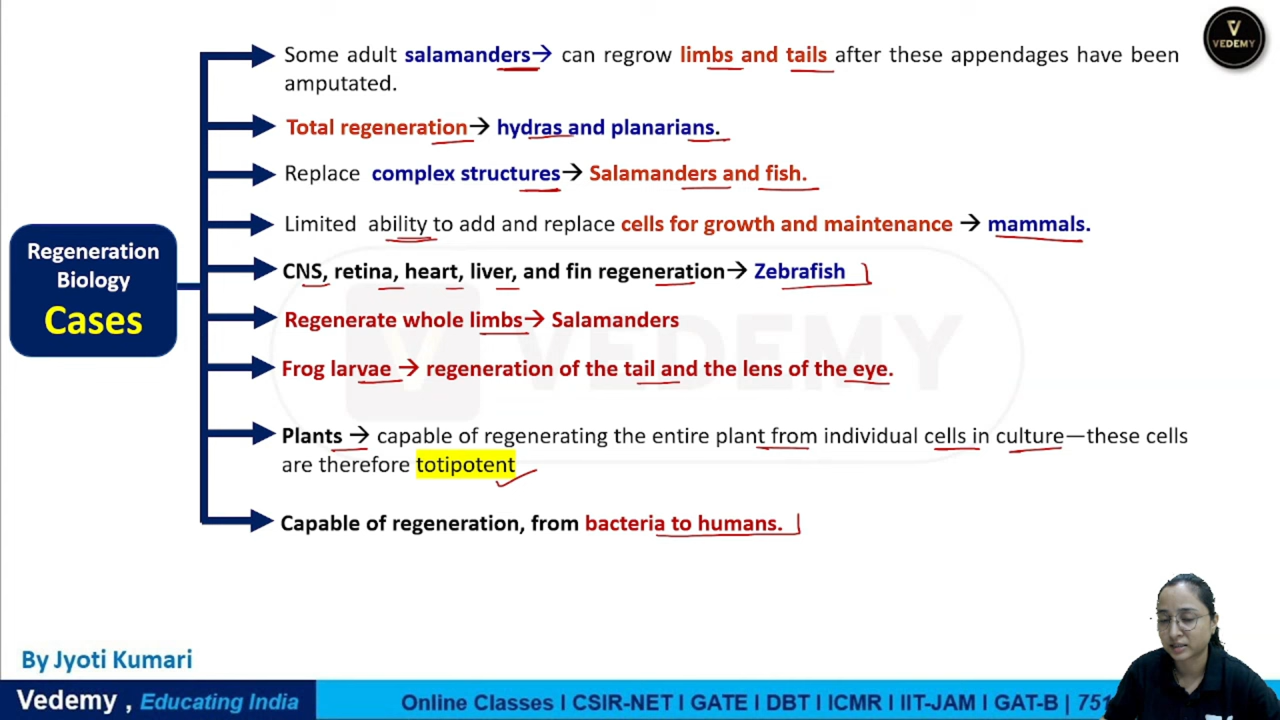 Some adult salamanders→ can regrow limbs and tails after these appendages have been
amputated.
VEDEMY
Total regeneration→ hydras and planarians.
Replace complex structures→ Salamanders and fish.
Limited ability to add and replace cells for growth and maintenance → mammals.
Regeneration
Biology
Cases
CNS, retina, heart, liver, and fin regeneration→ Zebrafish
Regenerate whole limbs→ Salamanders
VEDEMY
Frog larvae → regeneration of the tail and the lens of the eye.
Plants → capable of regenerating the entire plant from individual cells in culture—these cells
are therefore totipotent
Capable of regeneration, from bacteria to humans.
By Jyoti Kumari
Vedemy , Educating India
Online Classes I CSIR-NET I GATE I DBT I ICMR I IIT-JAM I GAT-B I 751